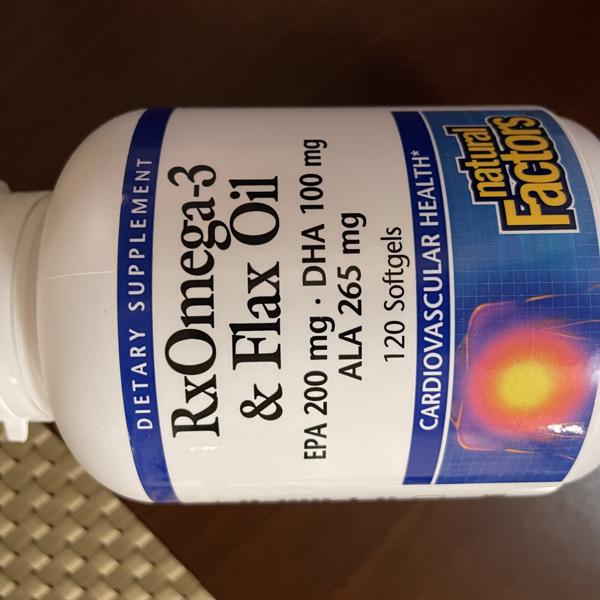 DIETARY SUPPLEMENT
RxOmega-3
& Flax Oil
EPA 200 mg · DHA 100 mg
ALA 265 mg
120 Softgels
CARDIOVASCULAR HEALTH*
natural
Factors